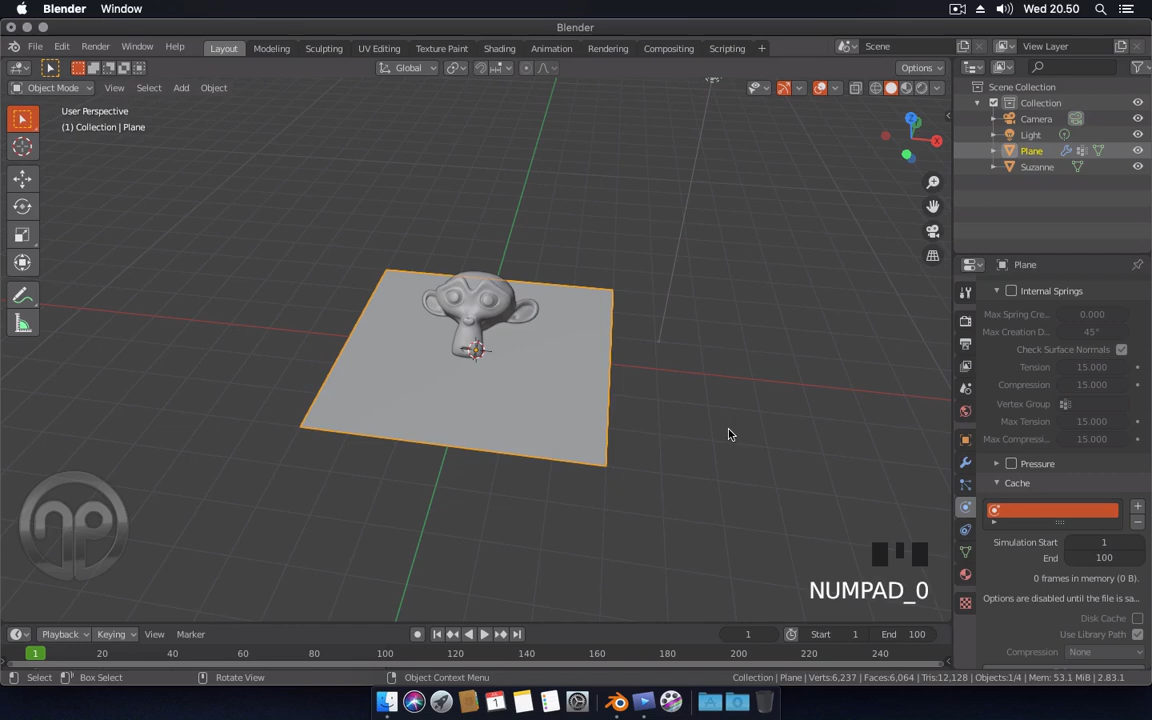 Blender Window Wed 20.50
Blender
File Edit Render Window Help Layout Modeling Sculpting UV Editing Texture Paint Shading Animation Rendering Compositing Scripting + Scene View Layer
Global Options
Object Mode View Select Add Object
User Perspective
(1) Collection | Plane
Z
X
Scene Collection
Collection
Camera
Light
Plane
Suzanne
Plane
Internal Springs
Max Spring Cre... 0.000
Max Creation D... 45°
Check Surface Normals
Tension 15.000
Compression 15.000
Vertex Group
Max Tension 15.000
Max Compressi... 15.000
Pressure
Cache
Simulation Start 1
End 100
0 frames in memory (0 B).
Options are disabled until the file is sa...
Disk Cache
Use Library Path
Compression None
np
NUMPAD_0
Playback Keying View Marker 1 Start 1 End 100
1 20 40 60 80 100 120 140 160 180 200 220 240
Select Box Select Rotate View Object Context Menu Collection | Plane | Verts:6,237 | Faces:6,064 | Tris:12,128 | Objects:1/4 | Mem: 53.1 MiB | 2.83.1